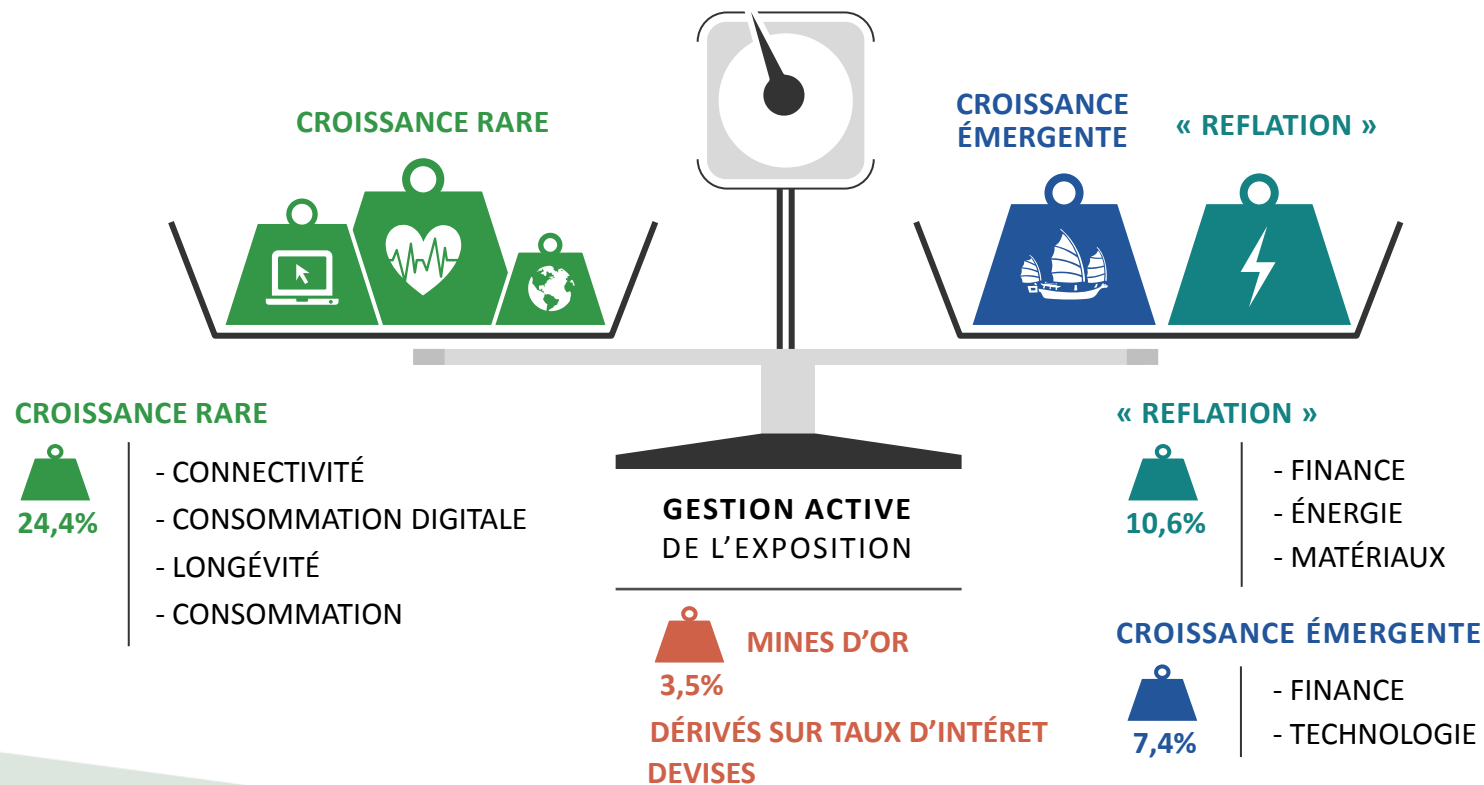 CROISSANCE RARE
CROISSANCE
ÉMERGENTE
« REFLATION »
CROISSANCE RARE
24,4%
- CONNECTIVITÉ
- CONSOMMATION DIGITALE
- LONGÉVITÉ
- CONSOMMATION
GESTION ACTIVE
DE L’EXPOSITION
MINES D’OR
3,5%
DÉRIVÉS SUR TAUX D’INTÉRET
DEVISES
« REFLATION »
10,6%
- FINANCE
- ÉNERGIE
- MATÉRIAUX
CROISSANCE ÉMERGENTE
7,4%
- FINANCE
- TECHNOLOGIE